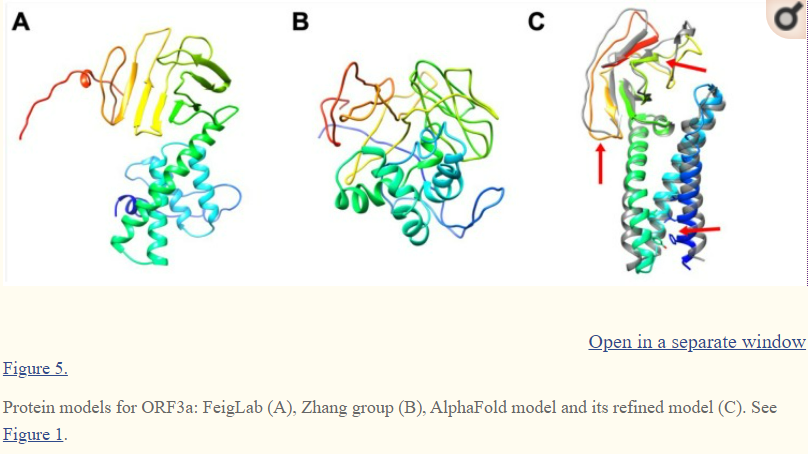 A B C
Open in a separate window
Figure 5.
Protein models for ORF3a: FeigLab (A), Zhang group (B), AlphaFold model and its refined model (C). See
Figure 1.